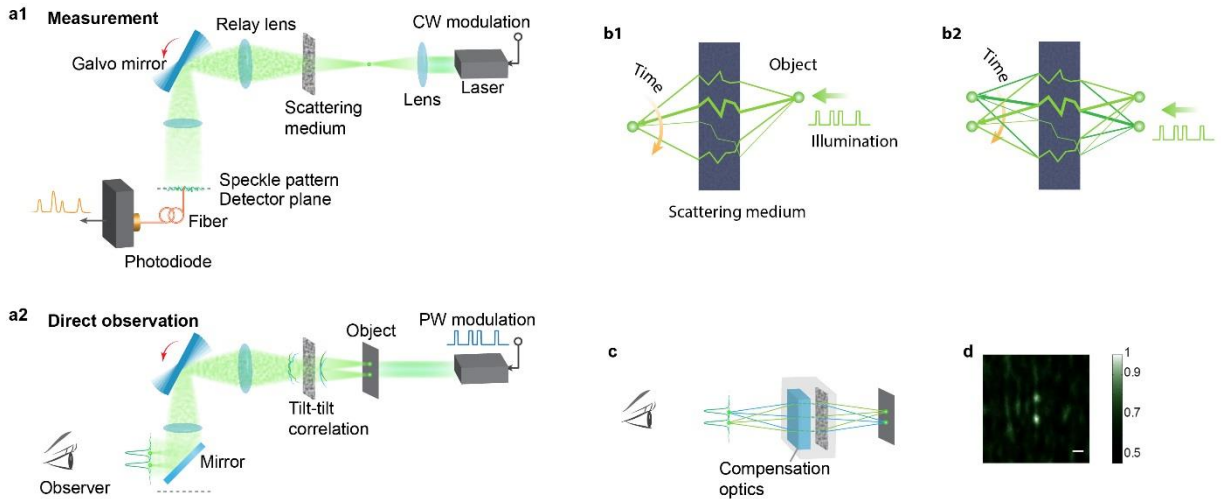 a1 Measurement
Relay lens
CW modulation
Galvo mirror
Scattering
medium
Lens
Laser
Speckle pattern
Detector plane
Fiber
Photodiode
b1
Time
Object
Illumination
Scattering medium
b2
Time
a2 Direct observation
Object
PW modulation
Tilt-tilt
correlation
Mirror
Observer
c
Compensation
optics
d
1
0.9
0.7
0.5